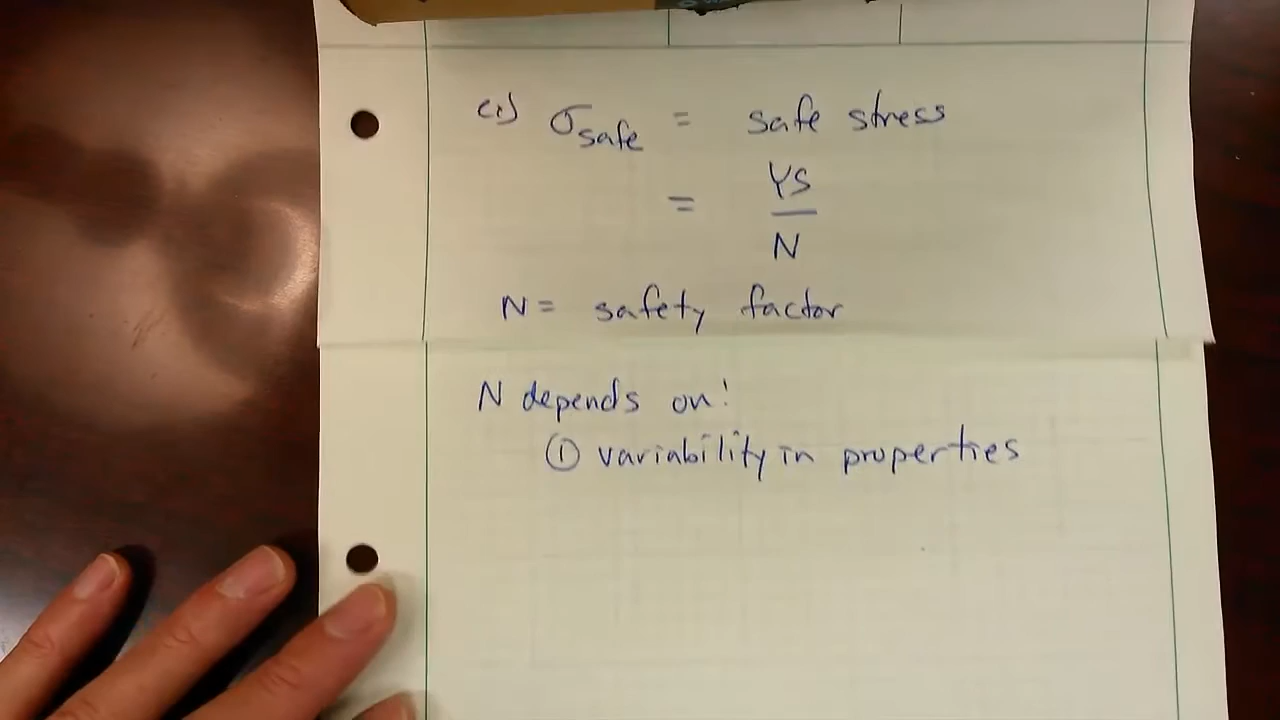 (i) σsafe = safe stress
= YS/N
N = safety factor
N depends on:
① variability in properties